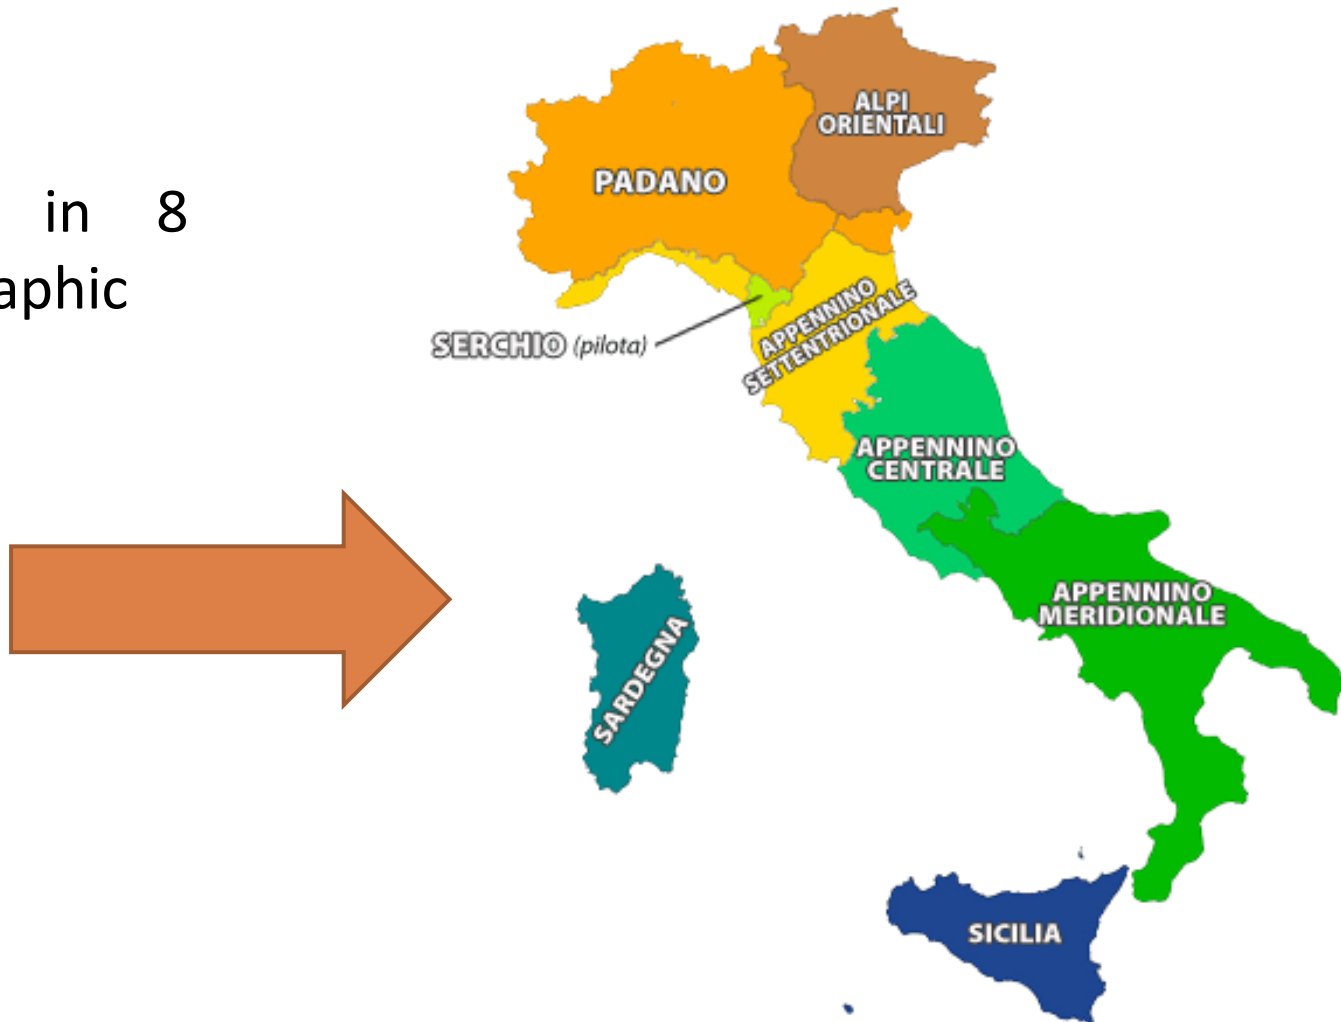 in 8
aphic
ALPI
ORIENTALI
PADANO
APPENNINO
SETTENTRIONALE
SERCHIO (pilota)
APPENNINO
CENTRALE
APPENNINO
MERIDIONALE
SARDEGNA
SICILIA